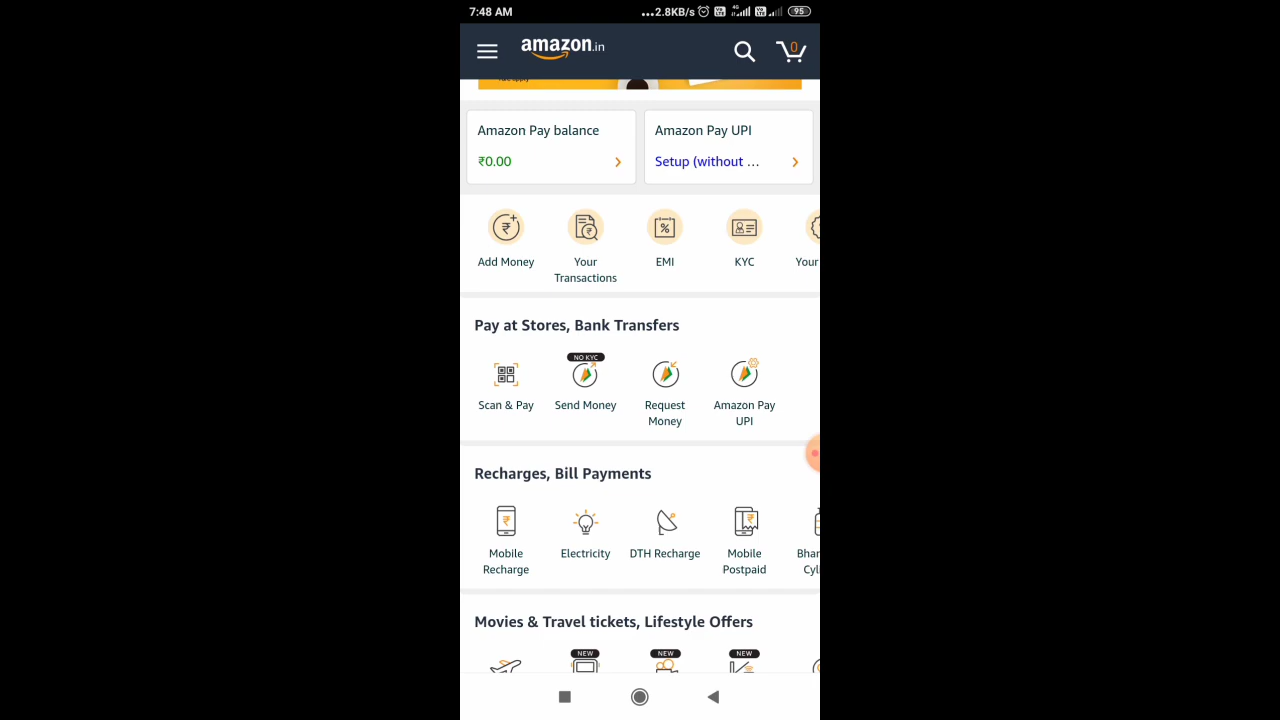 7:48 AM
...2.8KB/s
4G
95
amazon.in
0
Amazon Pay balance
Amazon Pay UPI
₹0.00
Setup (without ...
Add Money
Your Transactions
EMI
KYC
Your
Pay at Stores, Bank Transfers
NO KYC
Scan & Pay
Send Money
Request Money
Amazon Pay UPI
Recharges, Bill Payments
Mobile Recharge
Electricity
DTH Recharge
Mobile Postpaid
Bhar
Cyl
Movies & Travel tickets, Lifestyle Offers
NEW
NEW
NEW